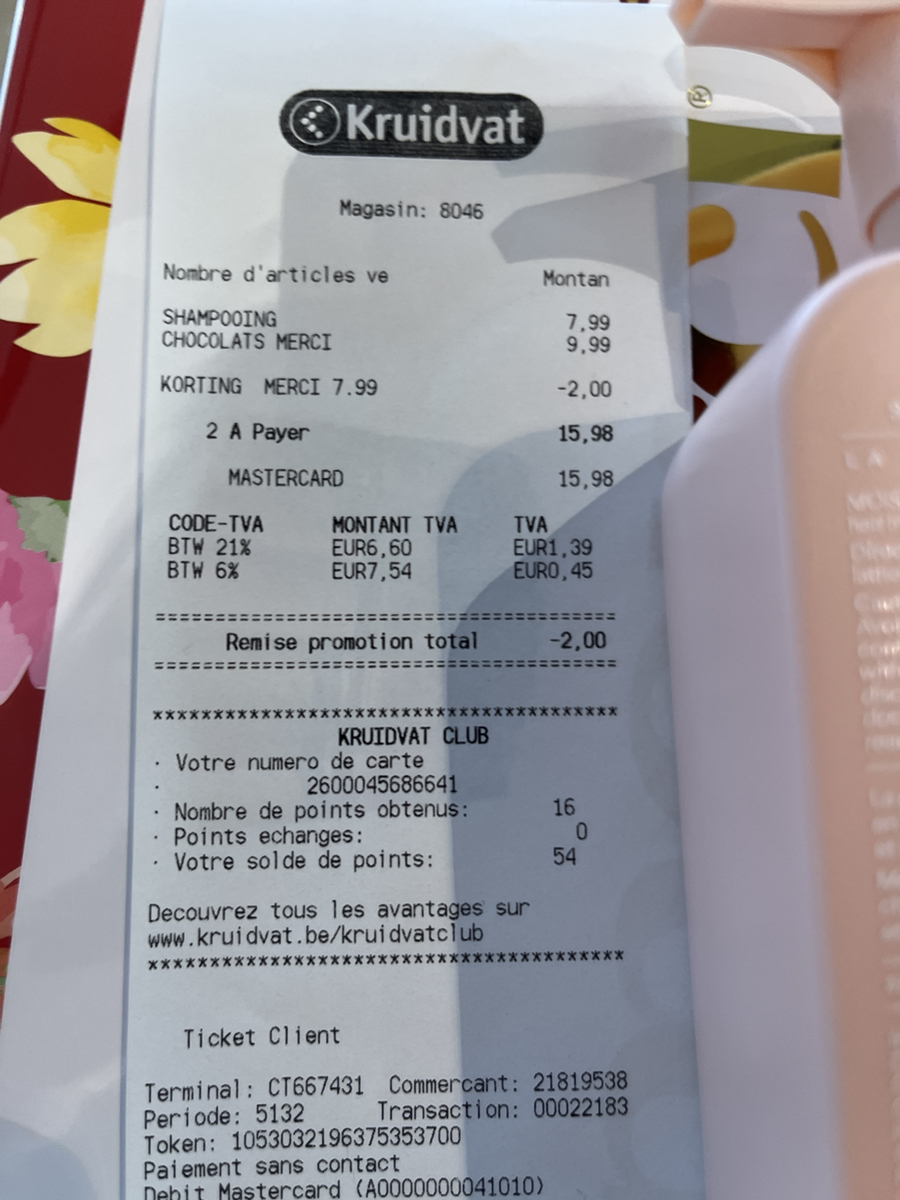 Kruidvat
®
Magasin: 8046
Nombre d'articles ve Montan
SHAMPOOING 7,99
CHOCOLATS MERCI 9,99
KORTING MERCI 7.99 -2,00
2 A Payer 15,98
MASTERCARD 15,98
CODE-TVA MONTANT TVA TVA
BTW 21% EUR6,60 EUR1,39
BTW 6% EUR7,54 EUR0,45
======================================
Remise promotion total -2,00
======================================
***************************************
KRUIDVAT CLUB
· Votre numero de carte
· 2600045686641
· Nombre de points obtenus: 16
· Points echanges: 0
· Votre solde de points: 54
Decouvrez tous les avantages sur
www.kruidvat.be/kruidvatclub
***************************************
Ticket Client
Terminal: CT667431 Commercant: 21819538
Periode: 5132 Transaction: 00022183
Token: 1053032196375353700
Paiement sans contact
Debit Mastercard (A0000000041010)